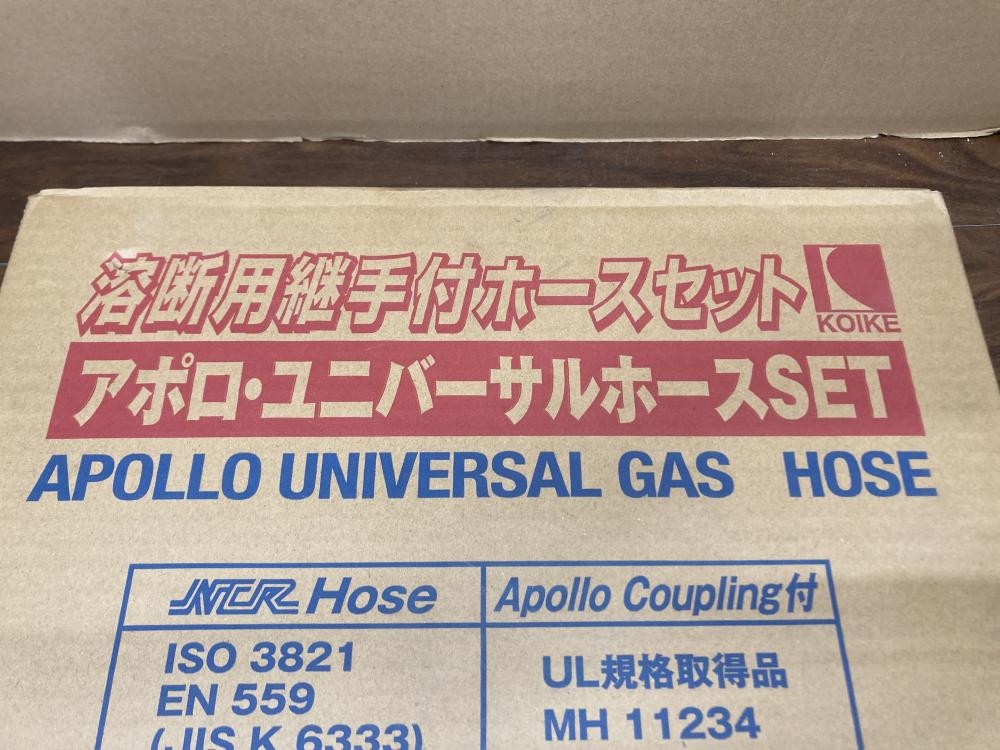 溶断用継手付ホースセット
KOIKE
アポロ・ユニバーサルホースSET
APOLLO UNIVERSAL GAS HOSE
NCR Hose
Apollo Coupling付
ISO 3821
EN 559
(JIS K 6333)
UL規格取得品
MH 11234